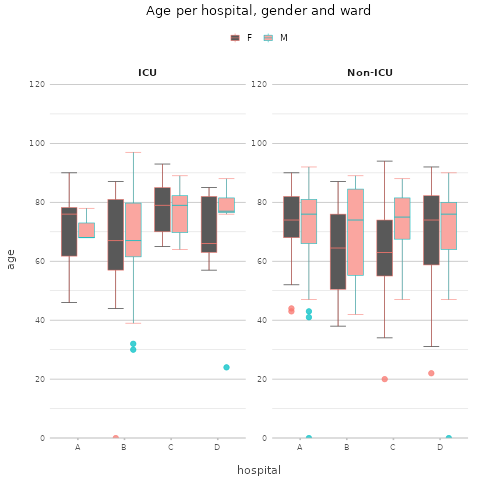 Age per hospital, gender and ward
F M
ICU Non-ICU
120 120
100 100
80 80
60 60
40 40
20 20
0 0
A B C D A B C D
age
hospital